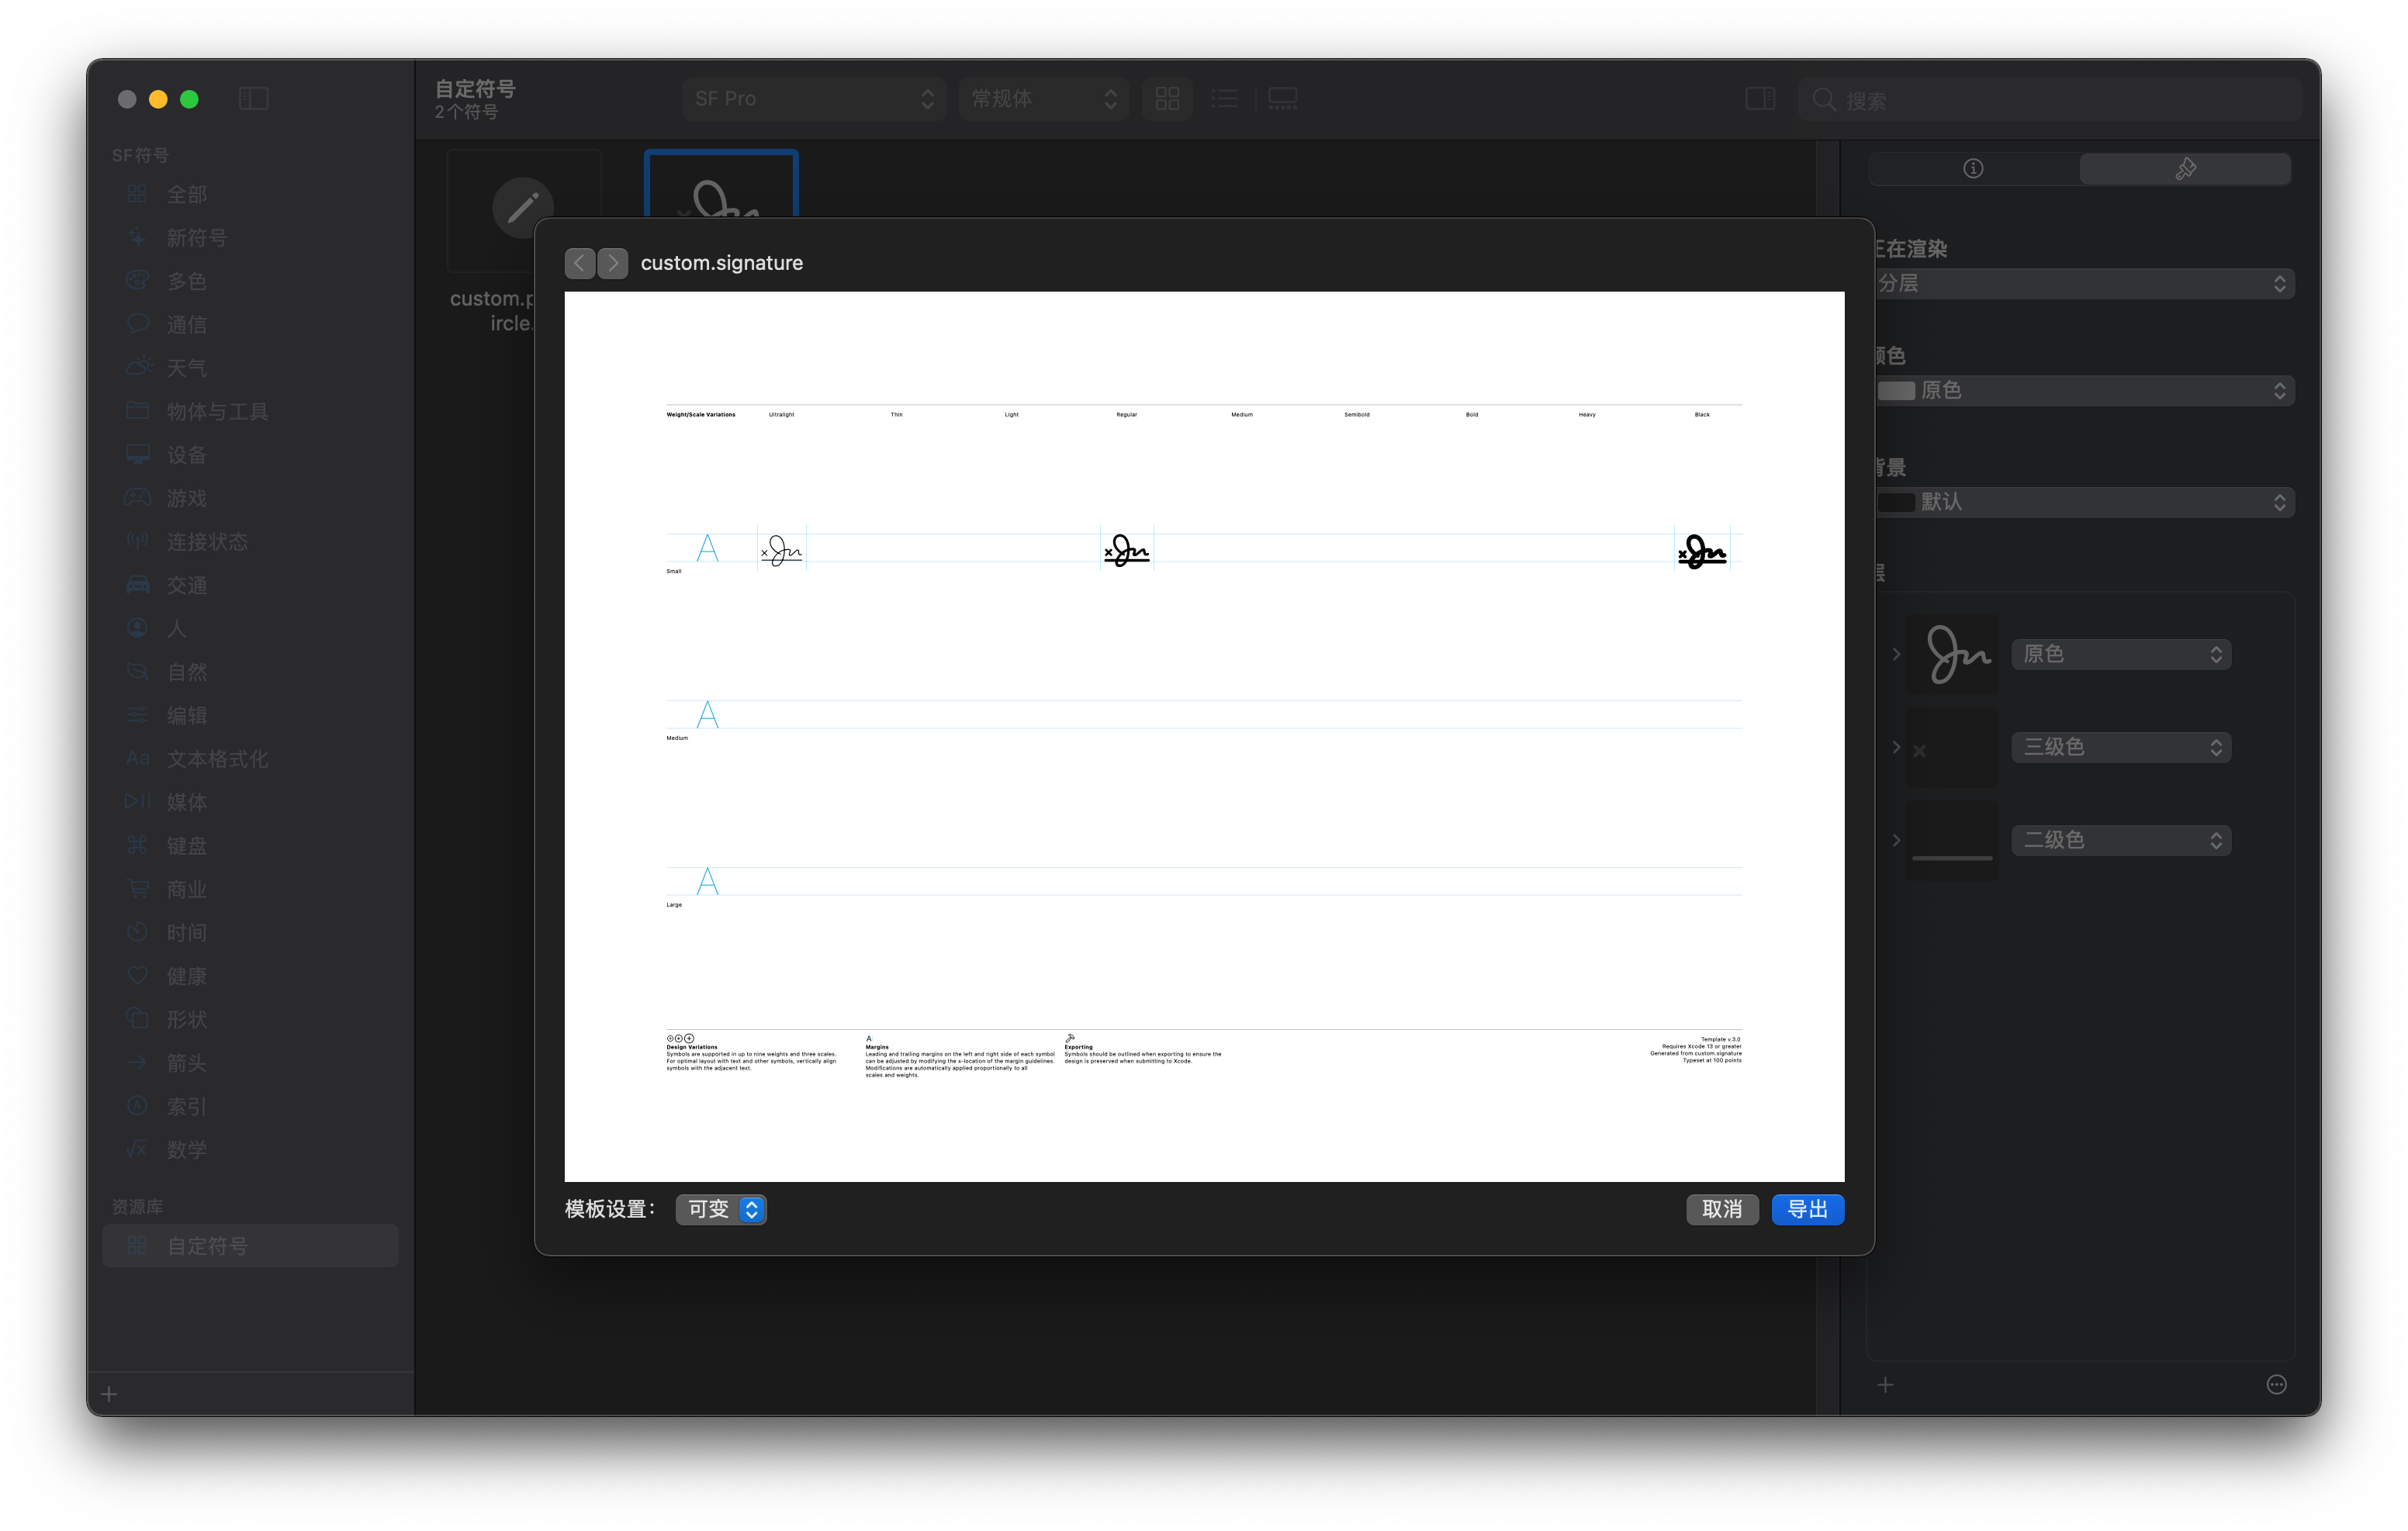 自定符号
2个符号
SF Pro
常规体
搜索
SF符号
全部
新符号
多色
通信
天气
物体与工具
设备
游戏
连接状态
交通
人
自然
编辑
Aa 文本格式化
媒体
键盘
商业
时间
健康
形状
箭头
索引
数学
资源库
自定符号
custom.p
ircle.
custom.signature
Weight/Scale Variations Ultralight Thin Light Regular Medium Semibold Bold Heavy Black
A
Small
A
Medium
A
Large
Design Variations
Symbols are supported in up to nine weights and three scales.
For optimal layout with text and other symbols, vertically align
symbols with the adjacent text.
A
Margins
Leading and trailing margins on the left and right side of each symbol
can be adjusted by modifying the x-location of the margin guidelines.
Modifications are automatically applied proportionally to all
scales and weights.
Exporting
Symbols should be outlined when exporting to ensure the
design is preserved when submitting to Xcode.
Template v.3.0
Requires Xcode 13 or greater
Generated from custom.signature
Typeset at 100 points
模板设置：
可变
取消
导出
正在渲染
分层
颜色
原色
背景
默认
层
原色
三级色
二级色